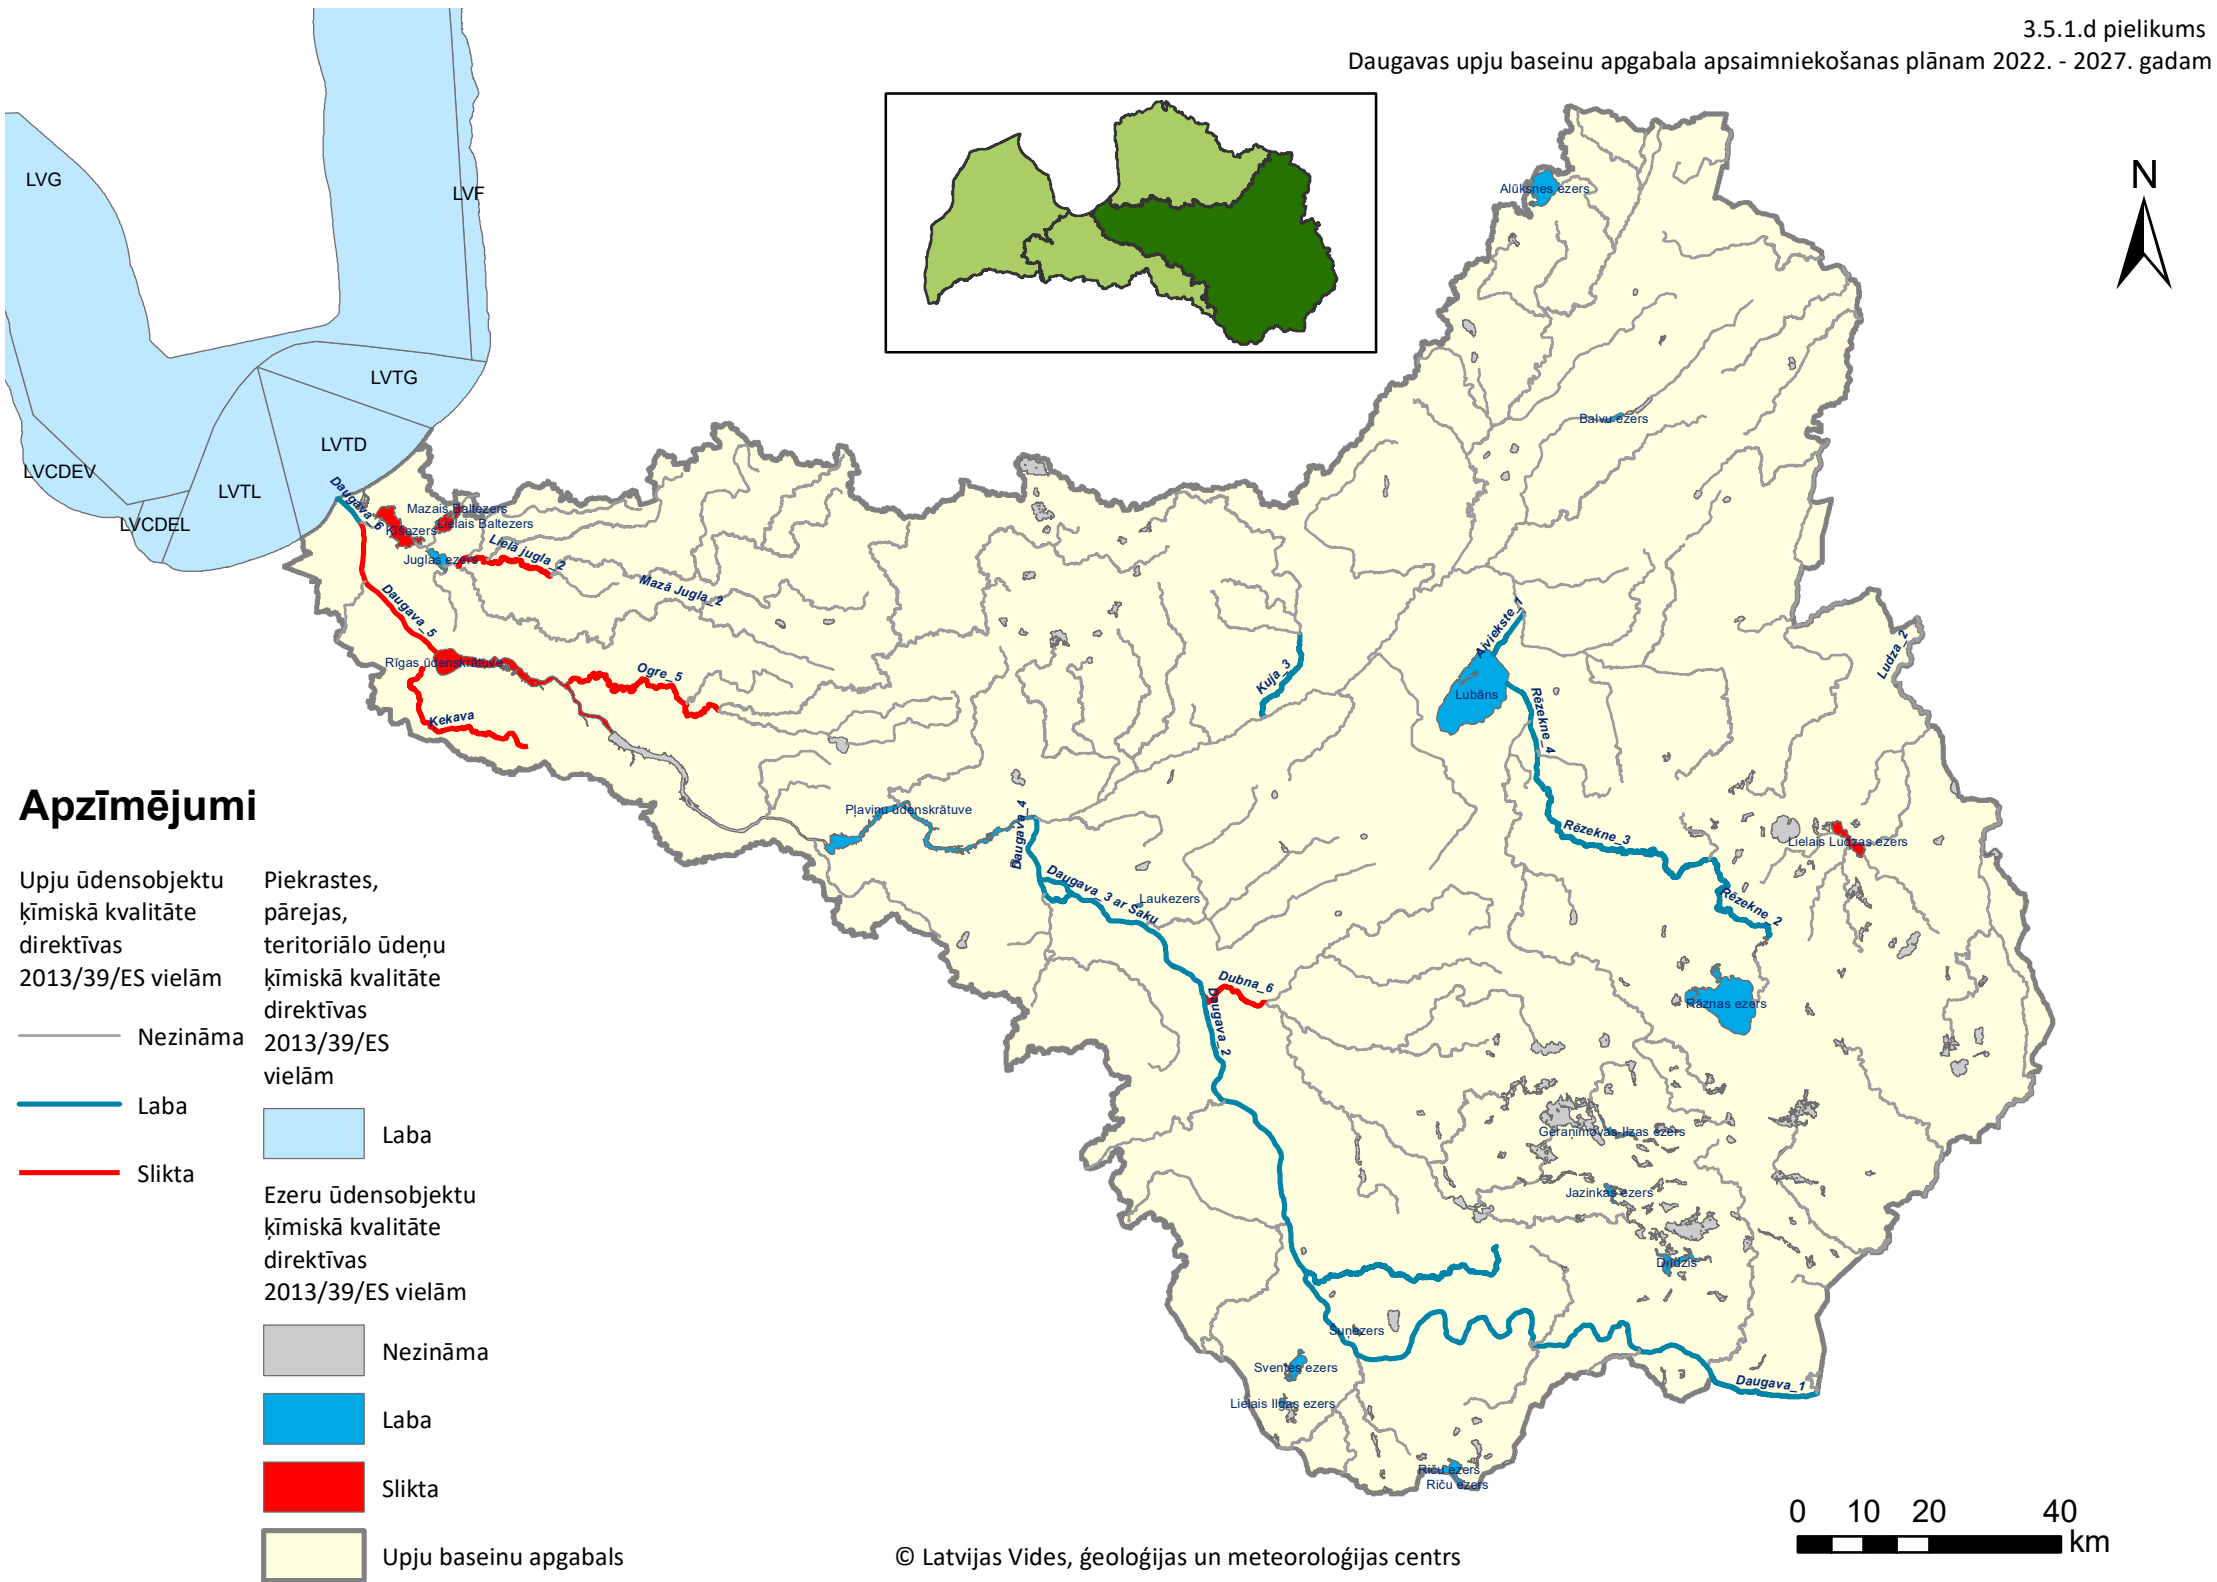 3.5.1.d pielikums
Daugavas upju baseinu apgabala apsaimniekošanas plānam 2022. - 2027. gadam
N
LVG
LVF
LVTG
LVTD
LVCDEV
LVTL
LVCDEL
Alūksnes ezers
Balvu ezers
Daugava_6
Mazais Baltezers
Lielais Baltezers
Ķīšezers
Juglas ezers
Lielā jugla_2
Mazā Jugla_2
Daugava_5
Rīgas ūdenskrātuve
Ogre_5
Ķekava
Kuja_3
Aiviekste_1
Lubāns
Rēzekne_4
Ludza_2
Pļaviņu ūdenskrātuve
Daugava_4
Rēzekne_3
Lielais Ludzas ezers
Daugava_3 ar Saku
Laukezers
Rēzekne_2
Dubna_6
Daugava_2
Rāznas ezers
Geraņimovas-Ilzas ezers
Jazinkas ezers
Drīdzis
Šuņezers
Sventes ezers
Lielais Ilgas ezers
Daugava_1
Riču ezers
Riču ezers
Apzīmējumi
Upju ūdensobjektu
ķīmiskā kvalitāte
direktīvas
2013/39/ES vielām
Nezināma
Laba
Slikta
Piekrastes,
pārejas,
teritoriālo ūdeņu
ķīmiskā kvalitāte
direktīvas
2013/39/ES
vielām
Laba
Ezeru ūdensobjektu
ķīmiskā kvalitāte
direktīvas
2013/39/ES vielām
Nezināma
Laba
Slikta
Upju baseinu apgabals
© Latvijas Vides, ģeoloģijas un meteoroloģijas centrs
0 10 20 40
km